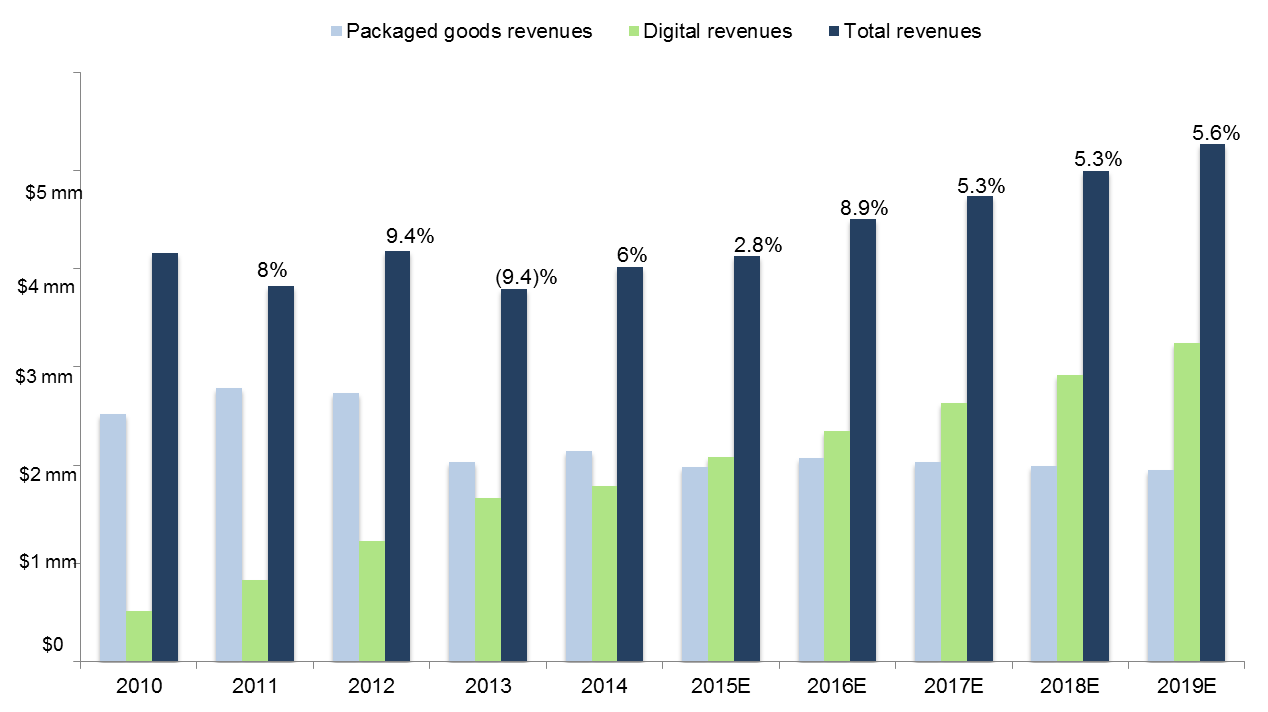 Packaged goods revenues Digital revenues Total revenues
5.6%
5.3%
$5 mm
5.3%
8.9%
9.4%
2.8%
6%
8%
(9.4)%
$4 mm
$3 mm
$2 mm
$1 mm
$0
2010 2011 2012 2013 2014 2015E 2016E 2017E 2018E 2019E